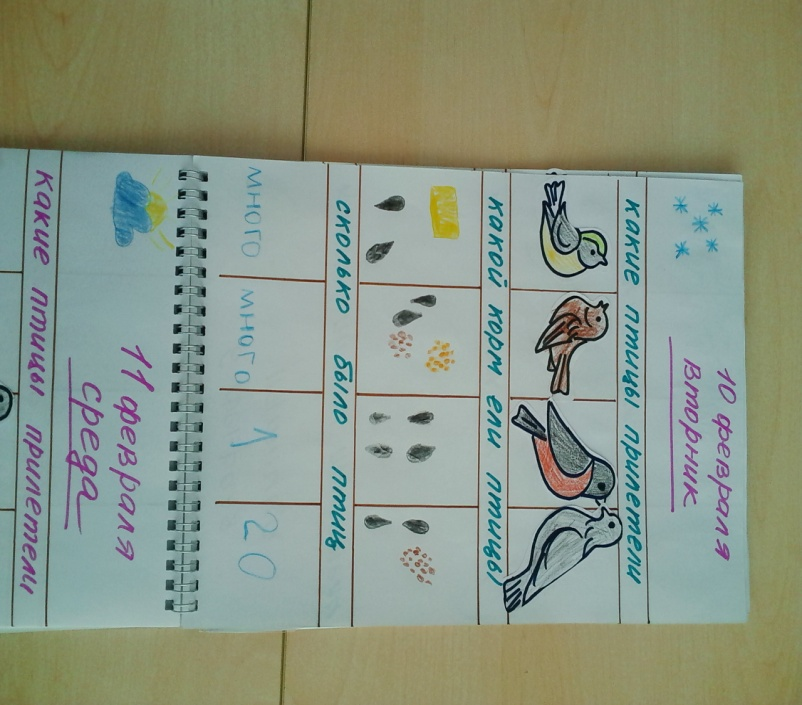 10 февраля
вторник
какие птицы прилетели
какой корм ели птицы
сколько было птиц
много много 1 20
11 февраля
среда
какие птицы прилетели